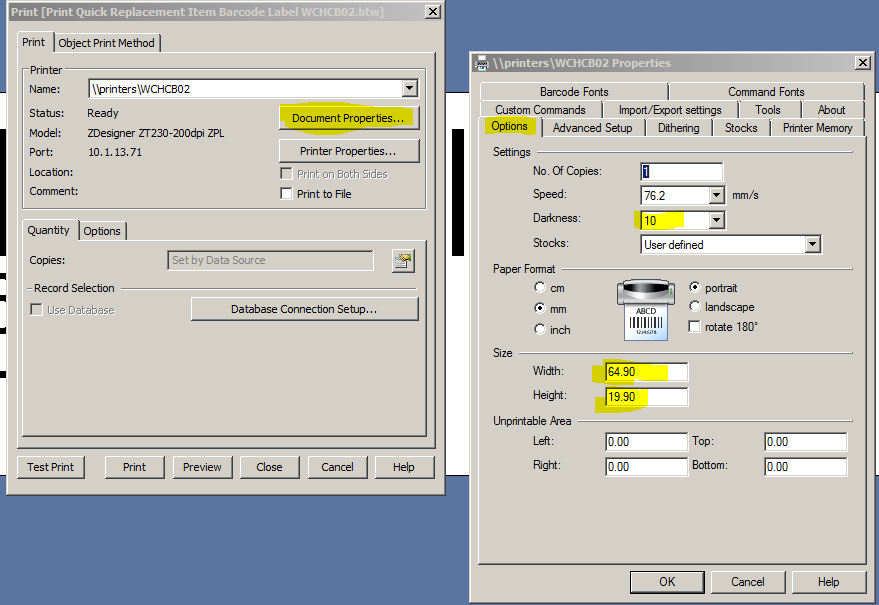 Print [Print Quick Replacement Item Barcode Label WCHCB02.btw]
Print
Object Print Method
Printer
Name:
\\printers\WCHCB02
Status:
Ready
Document Properties...
Model:
ZDesigner ZT230-200dpi ZPL
Port:
10.1.13.71
Printer Properties...
Location:
Print on Both Sides
Comment:
Print to File
Quantity
Options
Copies:
Set by Data Source
Record Selection
Use Database
Database Connection Setup...
Test Print
Print
Preview
Close
Cancel
Help
\\printers\WCHCB02 Properties
Barcode Fonts
Command Fonts
Custom Commands
Import/Export settings
Tools
About
Options
Advanced Setup
Dithering
Stocks
Printer Memory
Settings
No. Of Copies:
1
Speed:
76.2
mm/s
Darkness:
10
Stocks:
User defined
Paper Format
cm
mm
inch
ABCD
12345678
portrait
landscape
rotate 180°
Size
Width:
64.90
Height:
19.90
Unprintable Area
Left:
0.00
Top:
0.00
Right:
0.00
Bottom:
0.00
OK
Cancel
Help